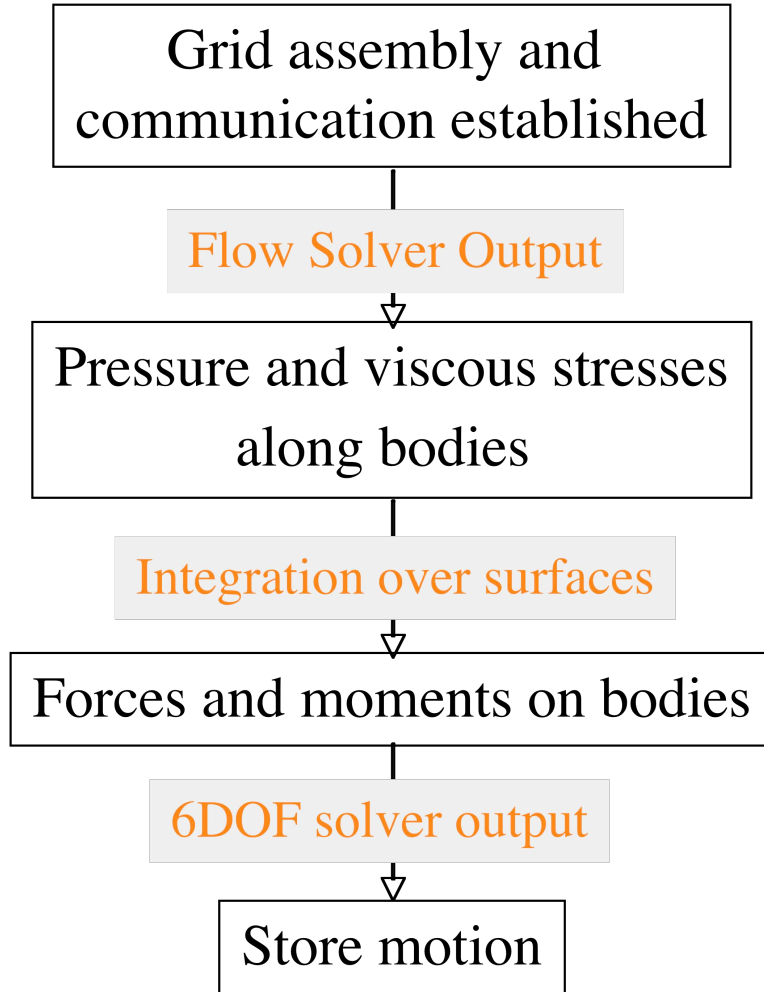 Grid assembly and
communication established
Flow Solver Output
Pressure and viscous stresses
along bodies
Integration over surfaces
Forces and moments on bodies
6DOF solver output
Store motion